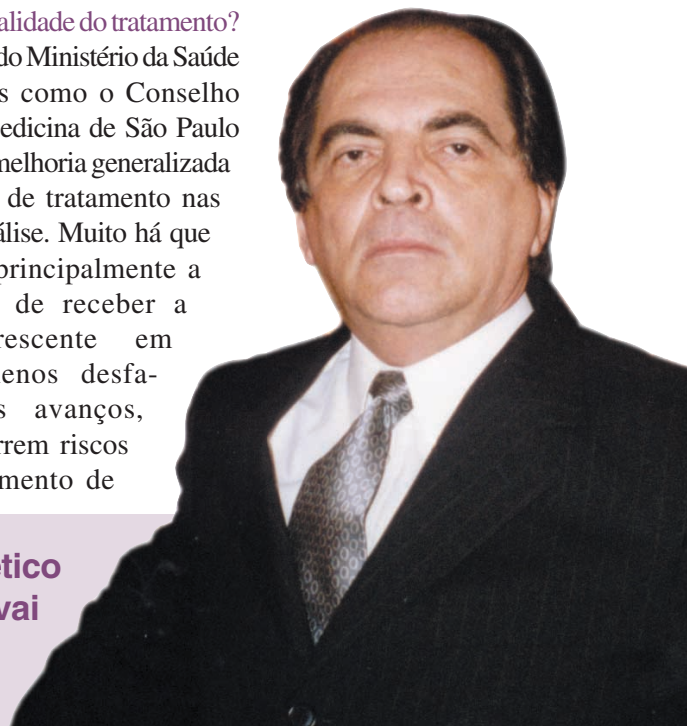 alidade do tratamento?
do Ministério da Saúde
s como o Conselho
edicina de São Paulo
melhoria generalizada
de tratamento nas
álise. Muito há que
principalmente a
de receber a
rescente em
enos desfa-
s avanços,
rrem riscos
mento de
ético
vai